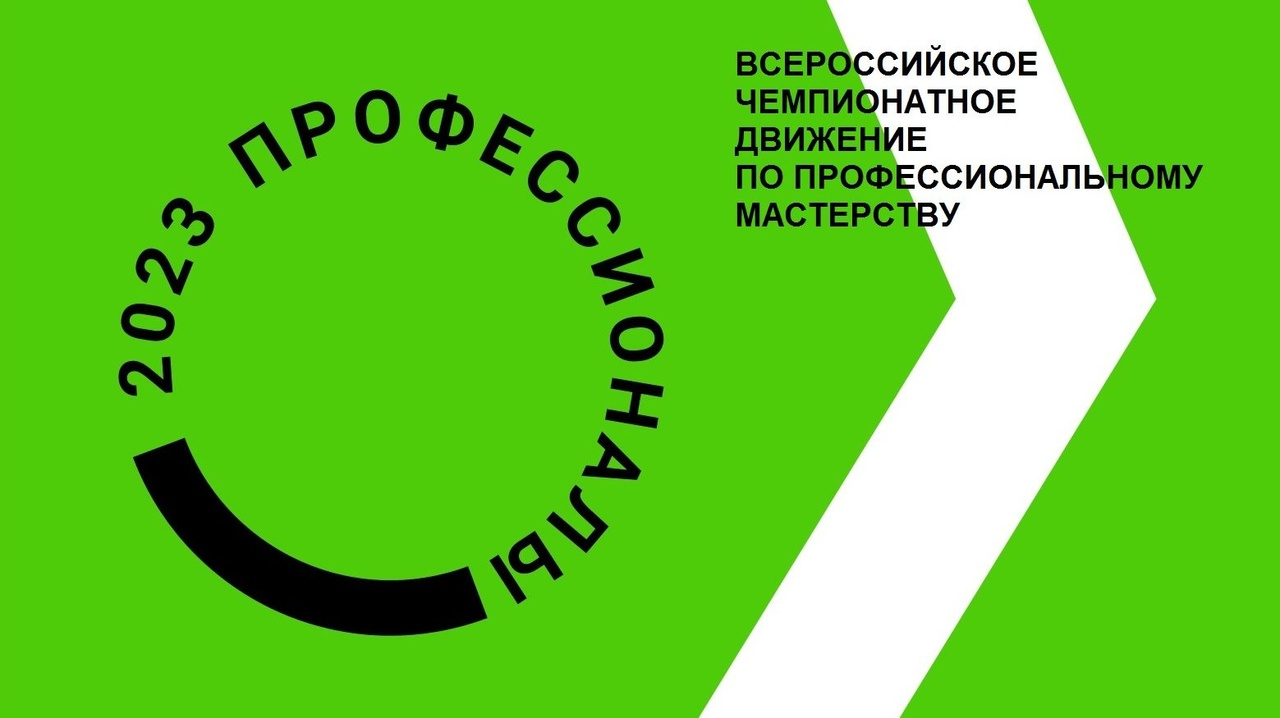 2023 ПРОФЕССИОНАЛЫ
ВСЕРОССИЙСКОЕ
ЧЕМПИОНАТНОЕ
ДВИЖЕНИЕ
ПО ПРОФЕССИОНАЛЬНОМУ
МАСТЕРСТВУ